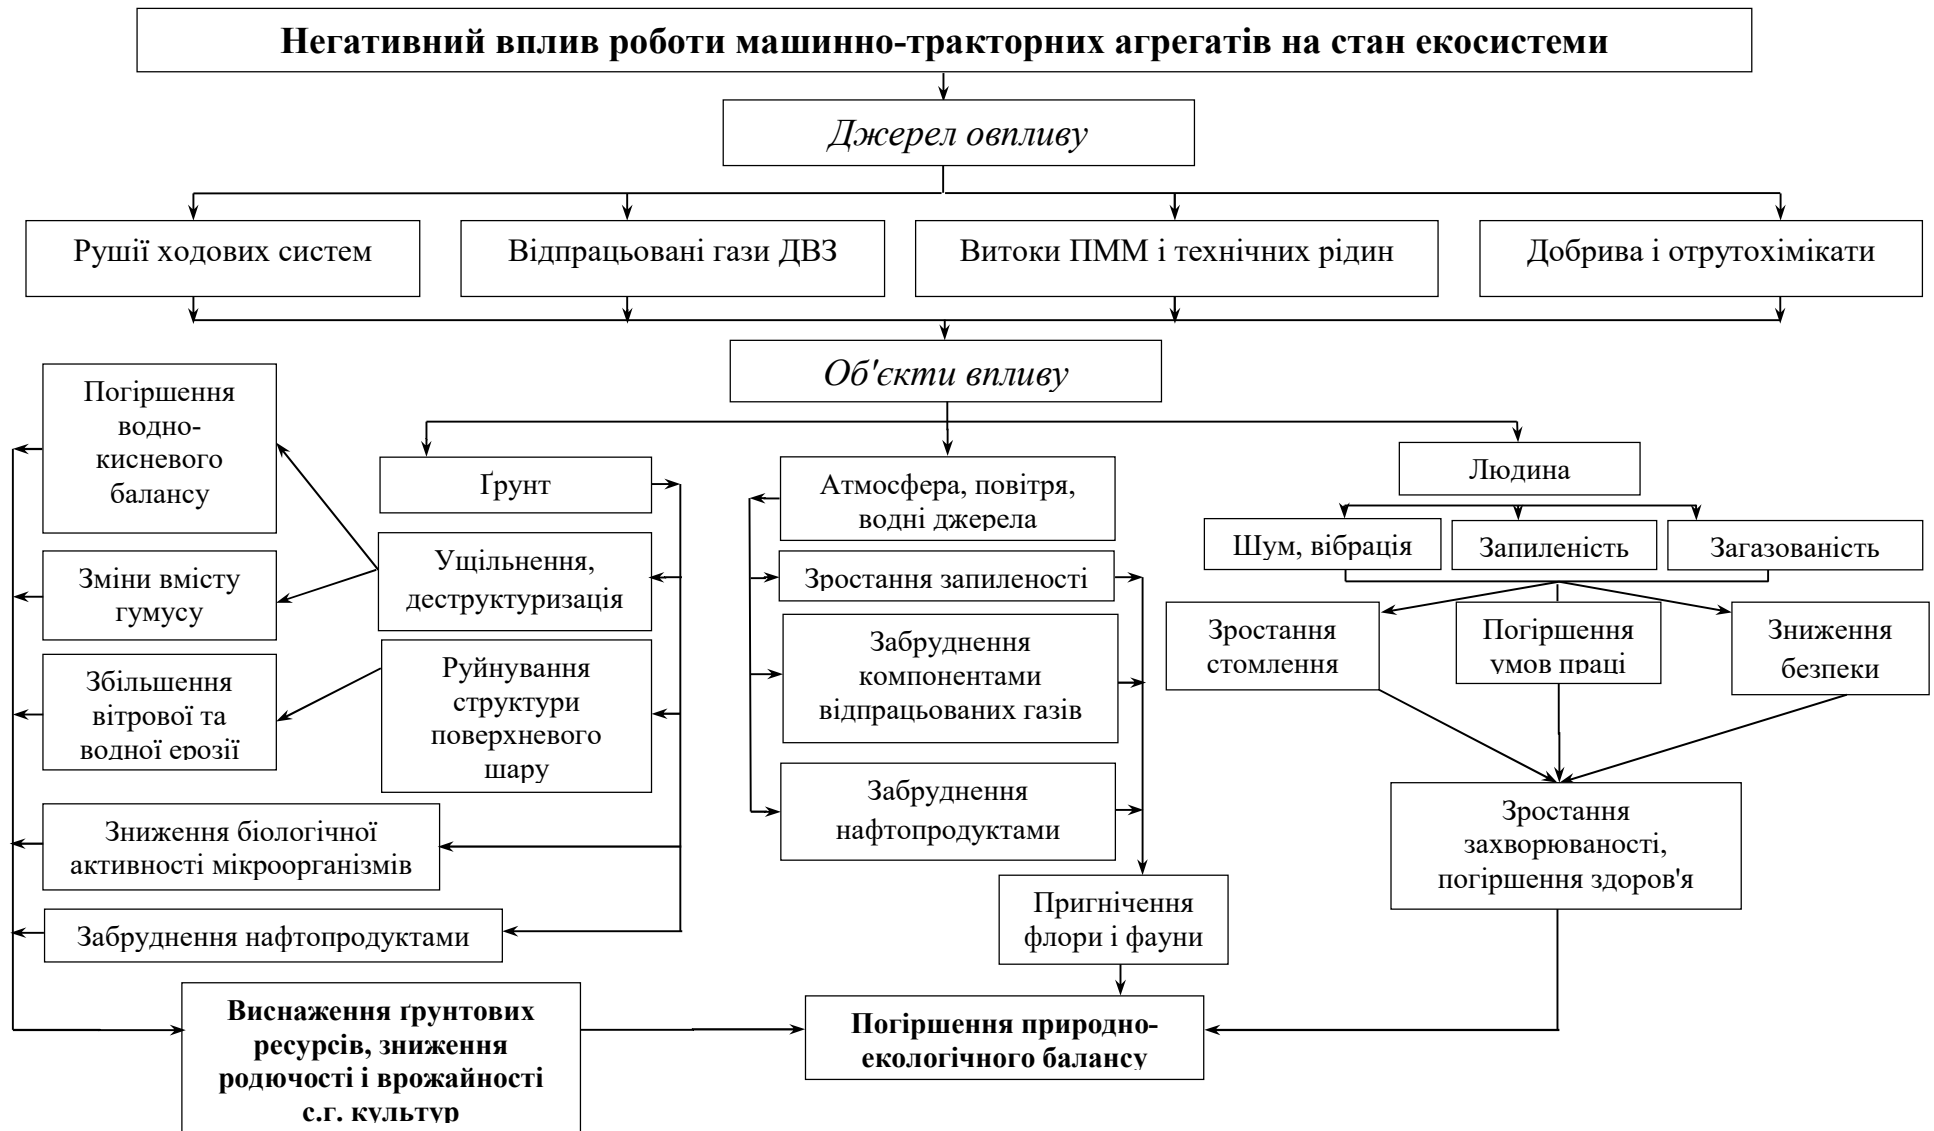 Негативний вплив роботи машинно-тракторних агрегатів на стан екосистеми
Джерел овпливу
Рушії ходових систем
Відпрацьовані гази ДВЗ
Витоки ПММ і технічних рідин
Добрива і отрутохімікати
Об'єкти впливу
Погіршення
водно-
кисневого
балансу
Зміни вмісту
гумусу
Збільшення
вітрової та
водної ерозії
Ґрунт
Ущільнення,
деструктуризація
Руйнування
структури
поверхневого
шару
Зниження біологічної
активності мікроорганізмів
Забруднення нафтопродуктами
Виснаження ґрунтових
ресурсів, зниження
родючості і врожайності
с.г. культур
Атмосфера, повітря,
водні джерела
Зростання запиленості
Забруднення
компонентами
відпрацьованих газів
Забруднення
нафтопродуктами
Пригнічення
флори і фауни
Погіршення природно-
екологічного балансу
Людина
Шум, вібрація
Запиленість
Загазованість
Зростання
стомлення
Погіршення
умов праці
Зниження
безпеки
Зростання
захворюваності,
погіршення здоров'я